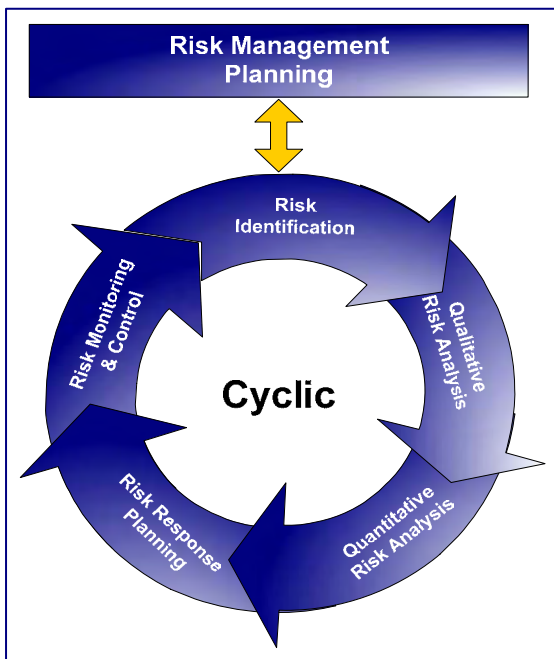 Risk Management
Planning
Risk
Identification
Qualitative
Risk Analysis
Quantitative
Risk Analysis
Risk Response
Planning
Risk Monitoring
& Control
Cyclic